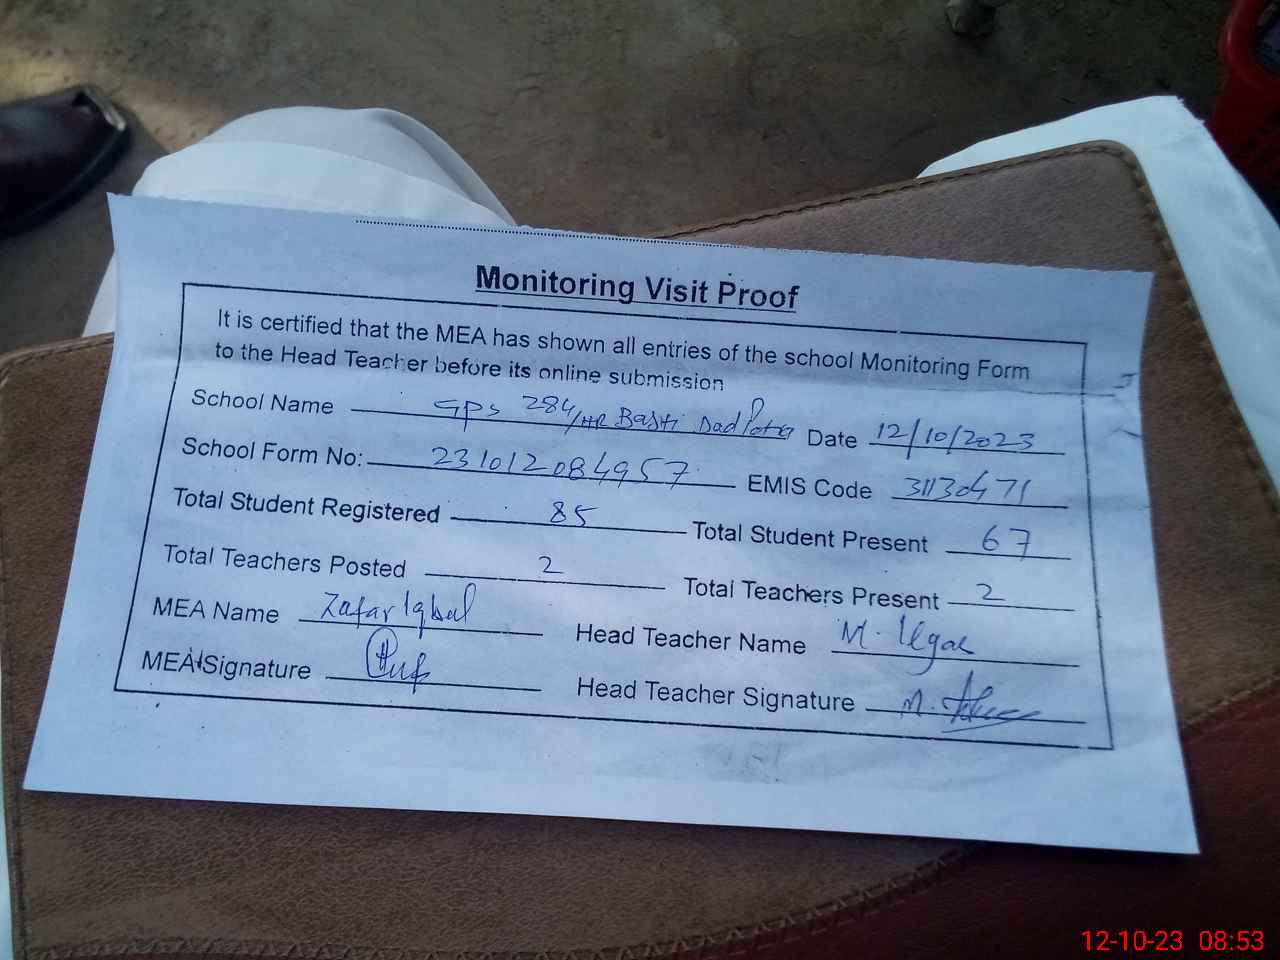 Monitoring Visit Proof
It is certified that the MEA has shown all entries of the school Monitoring Form
to the Head Teacher before its online submission
School Name GPS 284/HR Basti Dad Potra Date 12/10/2023
School Form No: 231012084957 EMIS Code 31130471
Total Student Registered 85 Total Student Present 67
Total Teachers Posted 2 Total Teachers Present 2
MEA Name Zafar Iqbal Head Teacher Name M.
MEA Signature Head Teacher Signature M.
12-10-23 08:53